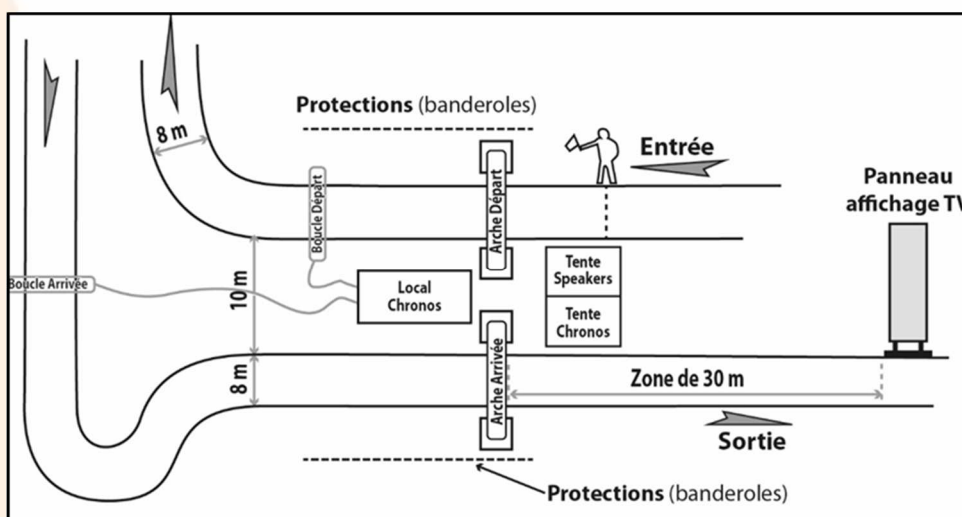 Protections (banderoles)
8 m
Entrée
Panneau
affichage TV
Boucle Départ
Arche Départ
Tente
Speakers
Boucle Arrivée
10 m
Local
Chronos
Tente
Chronos
8 m
Arche Arrivée
Zone de 30 m
Sortie
Protections (banderoles)